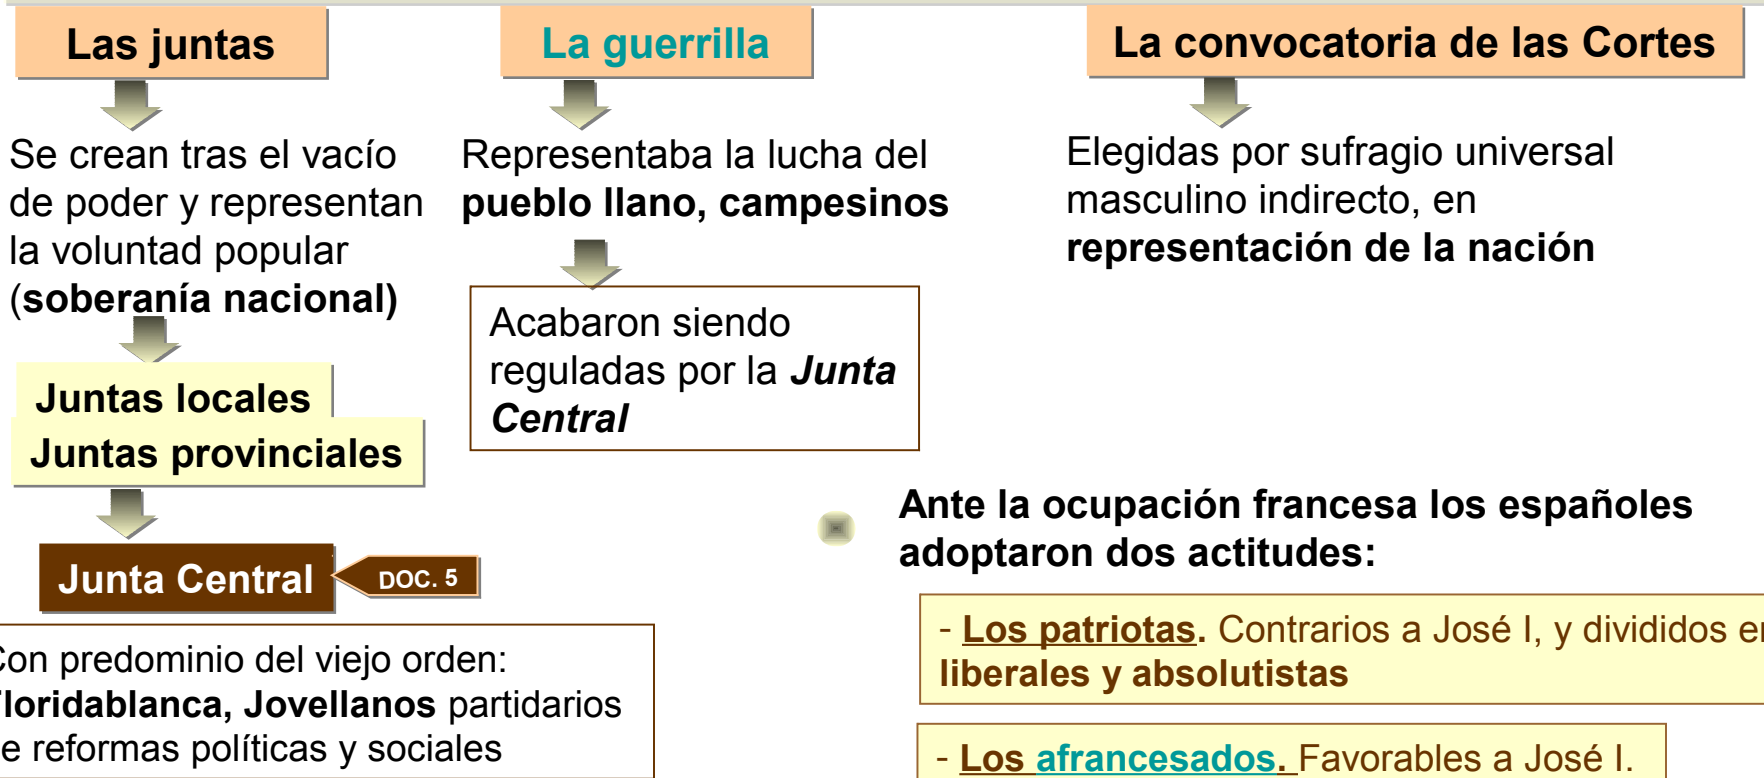 Las juntas
Se crean tras el vacío
de poder y representan
la voluntad popular
(soberanía nacional)
Juntas locales
Juntas provinciales
Junta Central
DOC. 5
Con predominio del viejo orden:
Floridablanca, Jovellanos partidarios
de reformas políticas y sociales
La guerrilla
Representaba la lucha del
pueblo llano, campesinos
Acabaron siendo
reguladas por la Junta
Central
La convocatoria de las Cortes
Elegidas por sufragio universal
masculino indirecto, en
representación de la nación
Ante la ocupación francesa los españoles
adoptaron dos actitudes:
- Los patriotas. Contrarios a José I, y divididos en
liberales y absolutistas
- Los afrancesados. Favorables a José I.